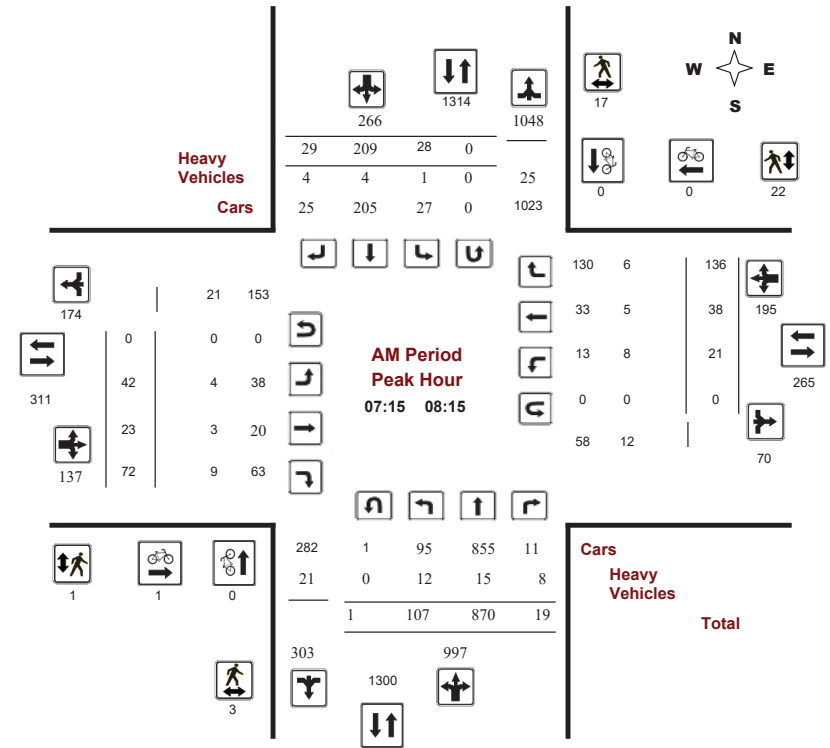 N
W E
S
1314
17
266 1048
29 209 28 0
Heavy
Vehicles
4 4 1 0 25
Cars
25 205 27 0 1023
0 0 22
174
21 153
0 0 0
42 4 38
311
23 3 20
137
72 9 63
AM Period
Peak Hour
07:15 08:15
130 6 136
33 5 38 195
13 8 21
265
0 0 0
58 12
70
282 1 95 855 11 Cars
21 0 12 15 8 Heavy
Vehicles
1 107 870 19 Total
1 1 0
303 997
1300
3